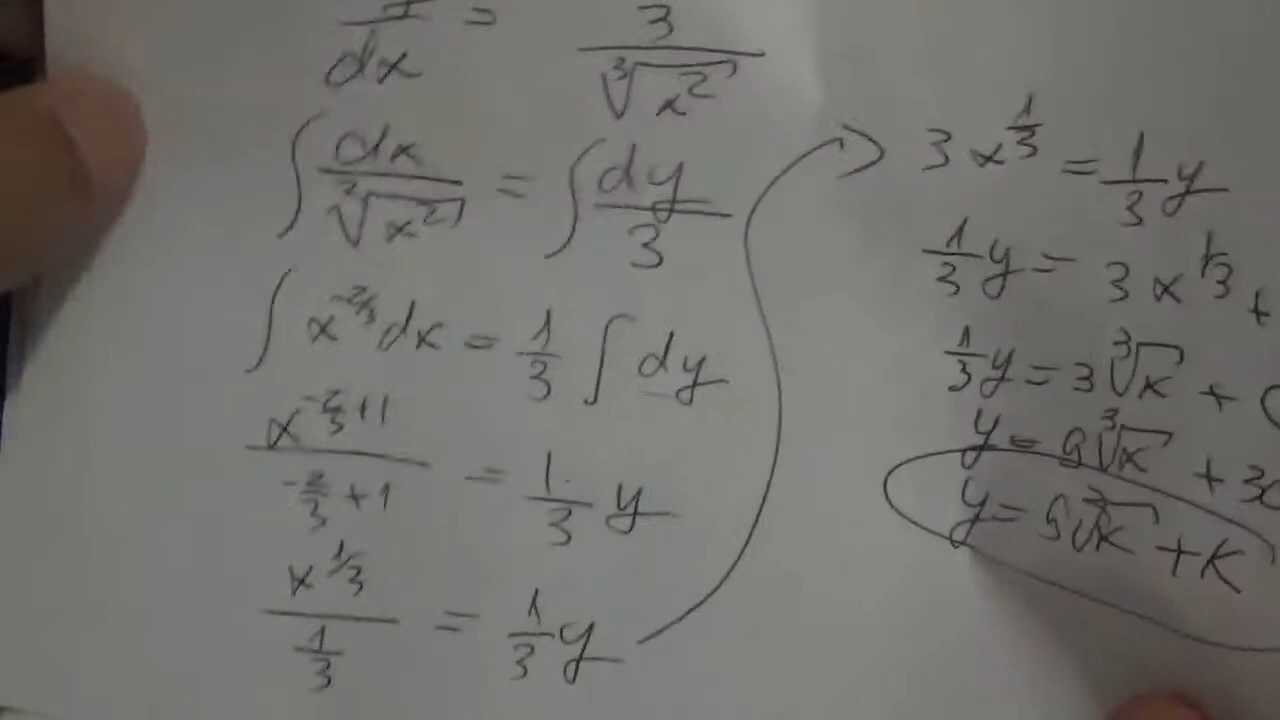 dx = 3/∛(x²)
∫ dx/∛(x²) = ∫ dy/3
∫ x^(-2/3) dx = 1/3 ∫ dy
x^(-2/3 + 1)/(-2/3 + 1) = 1/3 y
x^(1/3)/(1/3) = 1/3 y
3x^(1/3) = 1/3 y
1/3 y = 3x^(1/3) +
1/3 y = 3∛x +
y = 9∛x + 3C
y = 9∛x + K